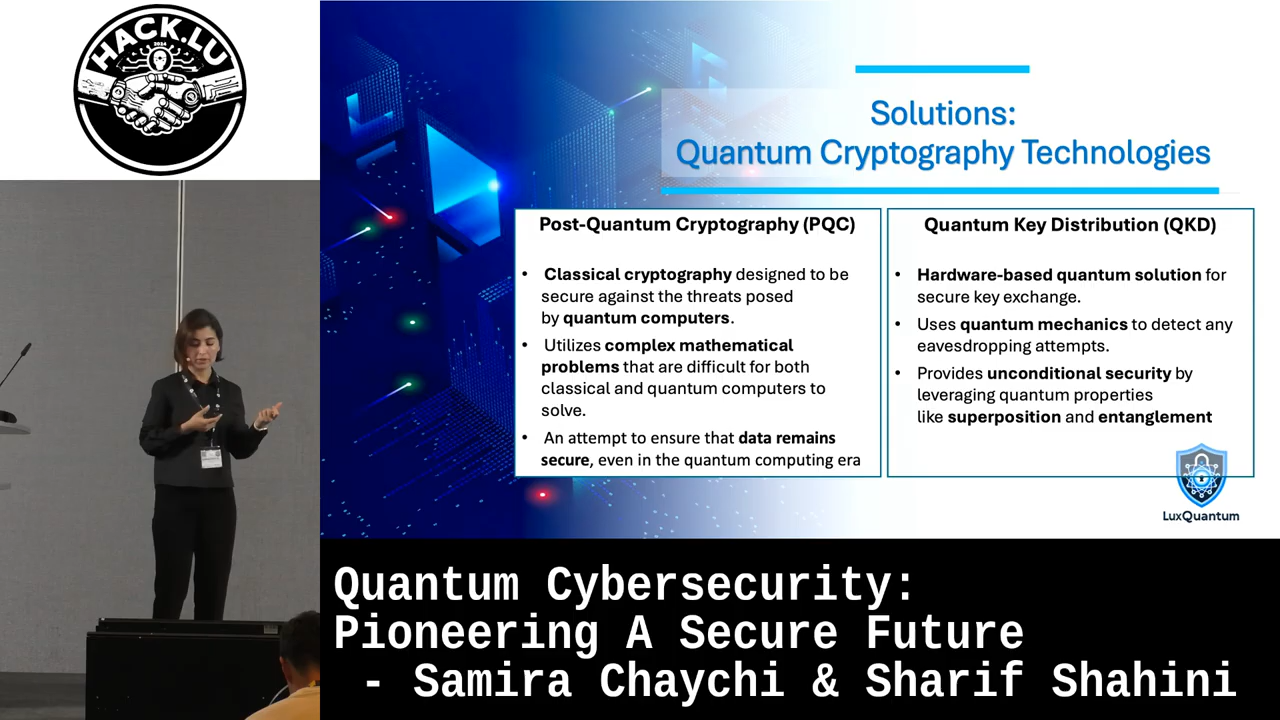 HACK.LU
2024
Solutions:
Quantum Cryptography Technologies
Post-Quantum Cryptography (PQC)
• Classical cryptography designed to be
secure against the threats posed
by quantum computers.
• Utilizes complex mathematical
problems that are difficult for both
classical and quantum computers to
solve.
• An attempt to ensure that data remains
secure, even in the quantum computing era
Quantum Key Distribution (QKD)
• Hardware-based quantum solution for
secure key exchange.
• Uses quantum mechanics to detect any
eavesdropping attempts.
• Provides unconditional security by
leveraging quantum properties
like superposition and entanglement
LuxQuantum
Quantum Cybersecurity:
Pioneering A Secure Future
- Samira Chaychi & Sharif Shahini